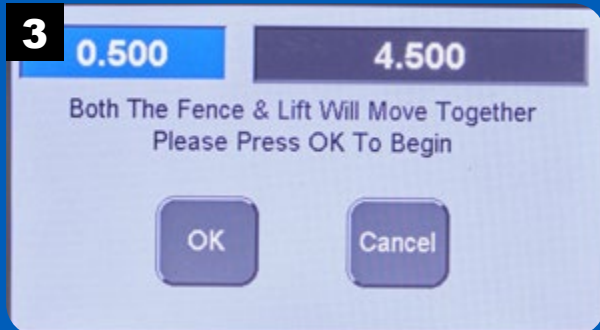 3
0.500
4.500
Both The Fence & Lift Will Move Together
Please Press OK To Begin
OK
Cancel